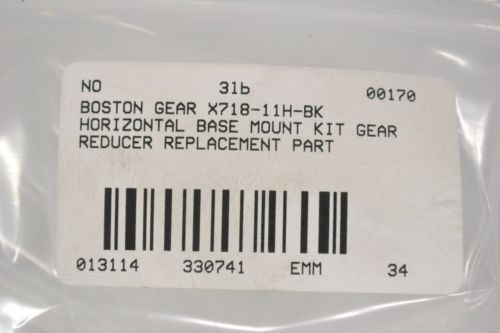 NO 3lb 00170
BOSTON GEAR X718-11H-BK
HORIZONTAL BASE MOUNT KIT GEAR
REDUCER REPLACEMENT PART
013114 330741 EMM 34